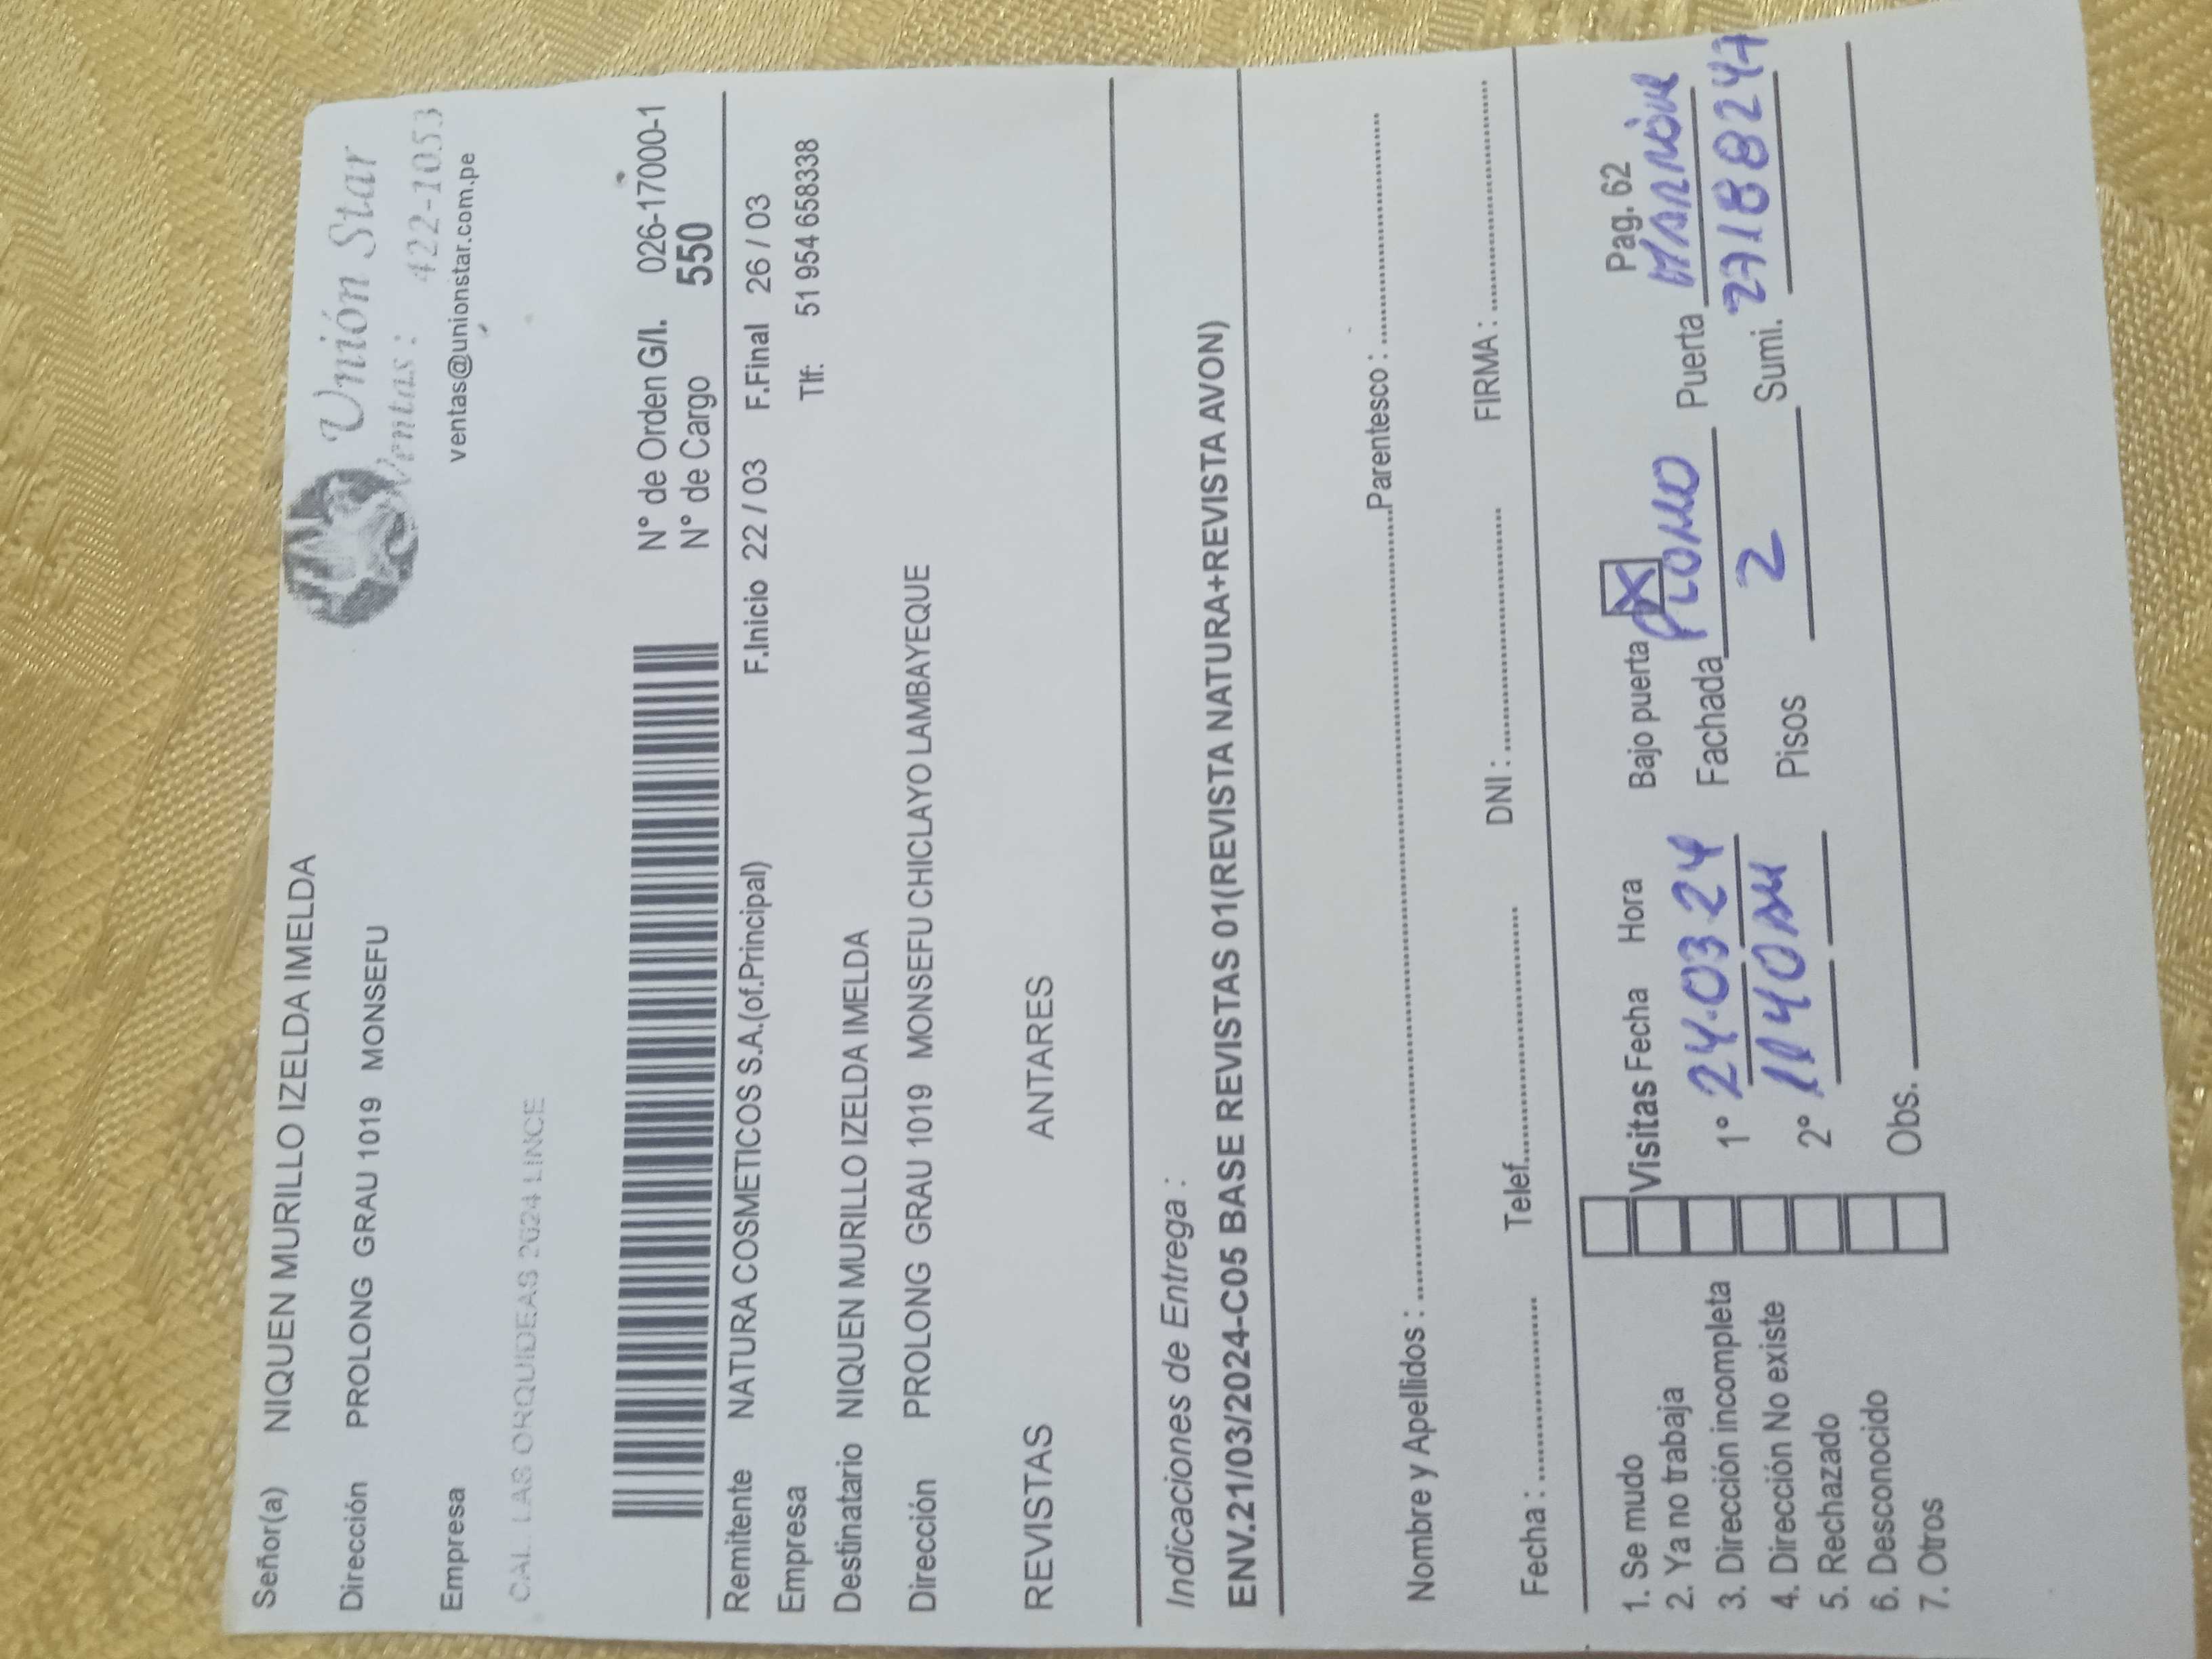 Señor(a) NIQUEN MURILLO IZELDA IMELDA
Unión Star
Dirección PROLONG GRAU 1019 MONSEFU
Ventas: 422-1053
ventas@unionstar.com.pe
Empresa
CAL. LAS ORQUIDEAS 2624 LINCE
N° de Orden G/I. 026-17000-1
N° de Cargo 550
Remitente NATURA COSMETICOS S.A.(of.Principal) F.Inicio 22 / 03 F.Final 26 / 03
Empresa Tlf: 51 954 658338
Destinatario NIQUEN MURILLO IZELDA IMELDA
Dirección PROLONG GRAU 1019 MONSEFU CHICLAYO LAMBAYEQUE
REVISTAS ANTARES
Indicaciones de Entrega :
ENV.21/03/2024-C05 BASE REVISTAS 01(REVISTA NATURA+REVISTA AVON)
Nombre y Apellidos : Parentesco :
Fecha : Telef. DNI : FIRMA :
1. Se mudo Visitas Fecha Hora Bajo puerta X Pag. 62
2. Ya no trabaja 1° 24.03.24 Fachada PLOMO Puerta MARRÓN
3. Dirección incompleta 1140AM Pisos 2 Sumi. 27188247
4. Dirección No existe 2°
5. Rechazado
6. Desconocido Obs.
7. Otros